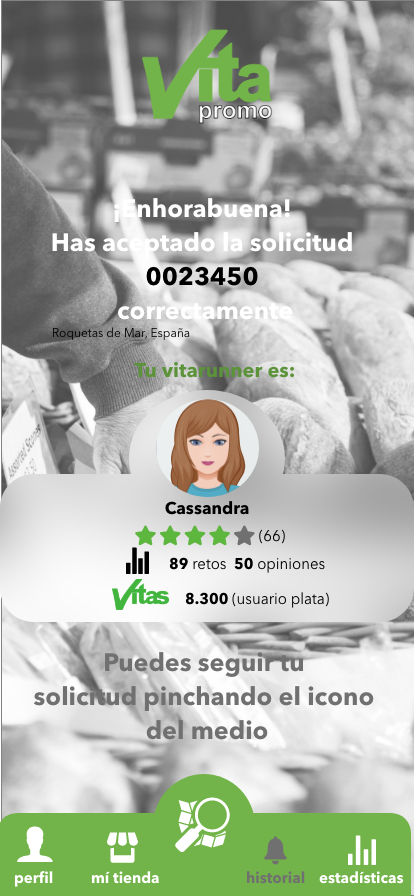 Vita
promo
¡Enhorabuena!
Has aceptado la solicitud
0023450
correctamente
Roquetas de Mar, España
Tu vitarunner es:
Cassandra
(66)
89 retos 50 opiniones
Vitas 8.300 (usuario plata)
Puedes seguir tu
solicitud pinchando el icono
del medio
perfil mí tienda historial estadísticas